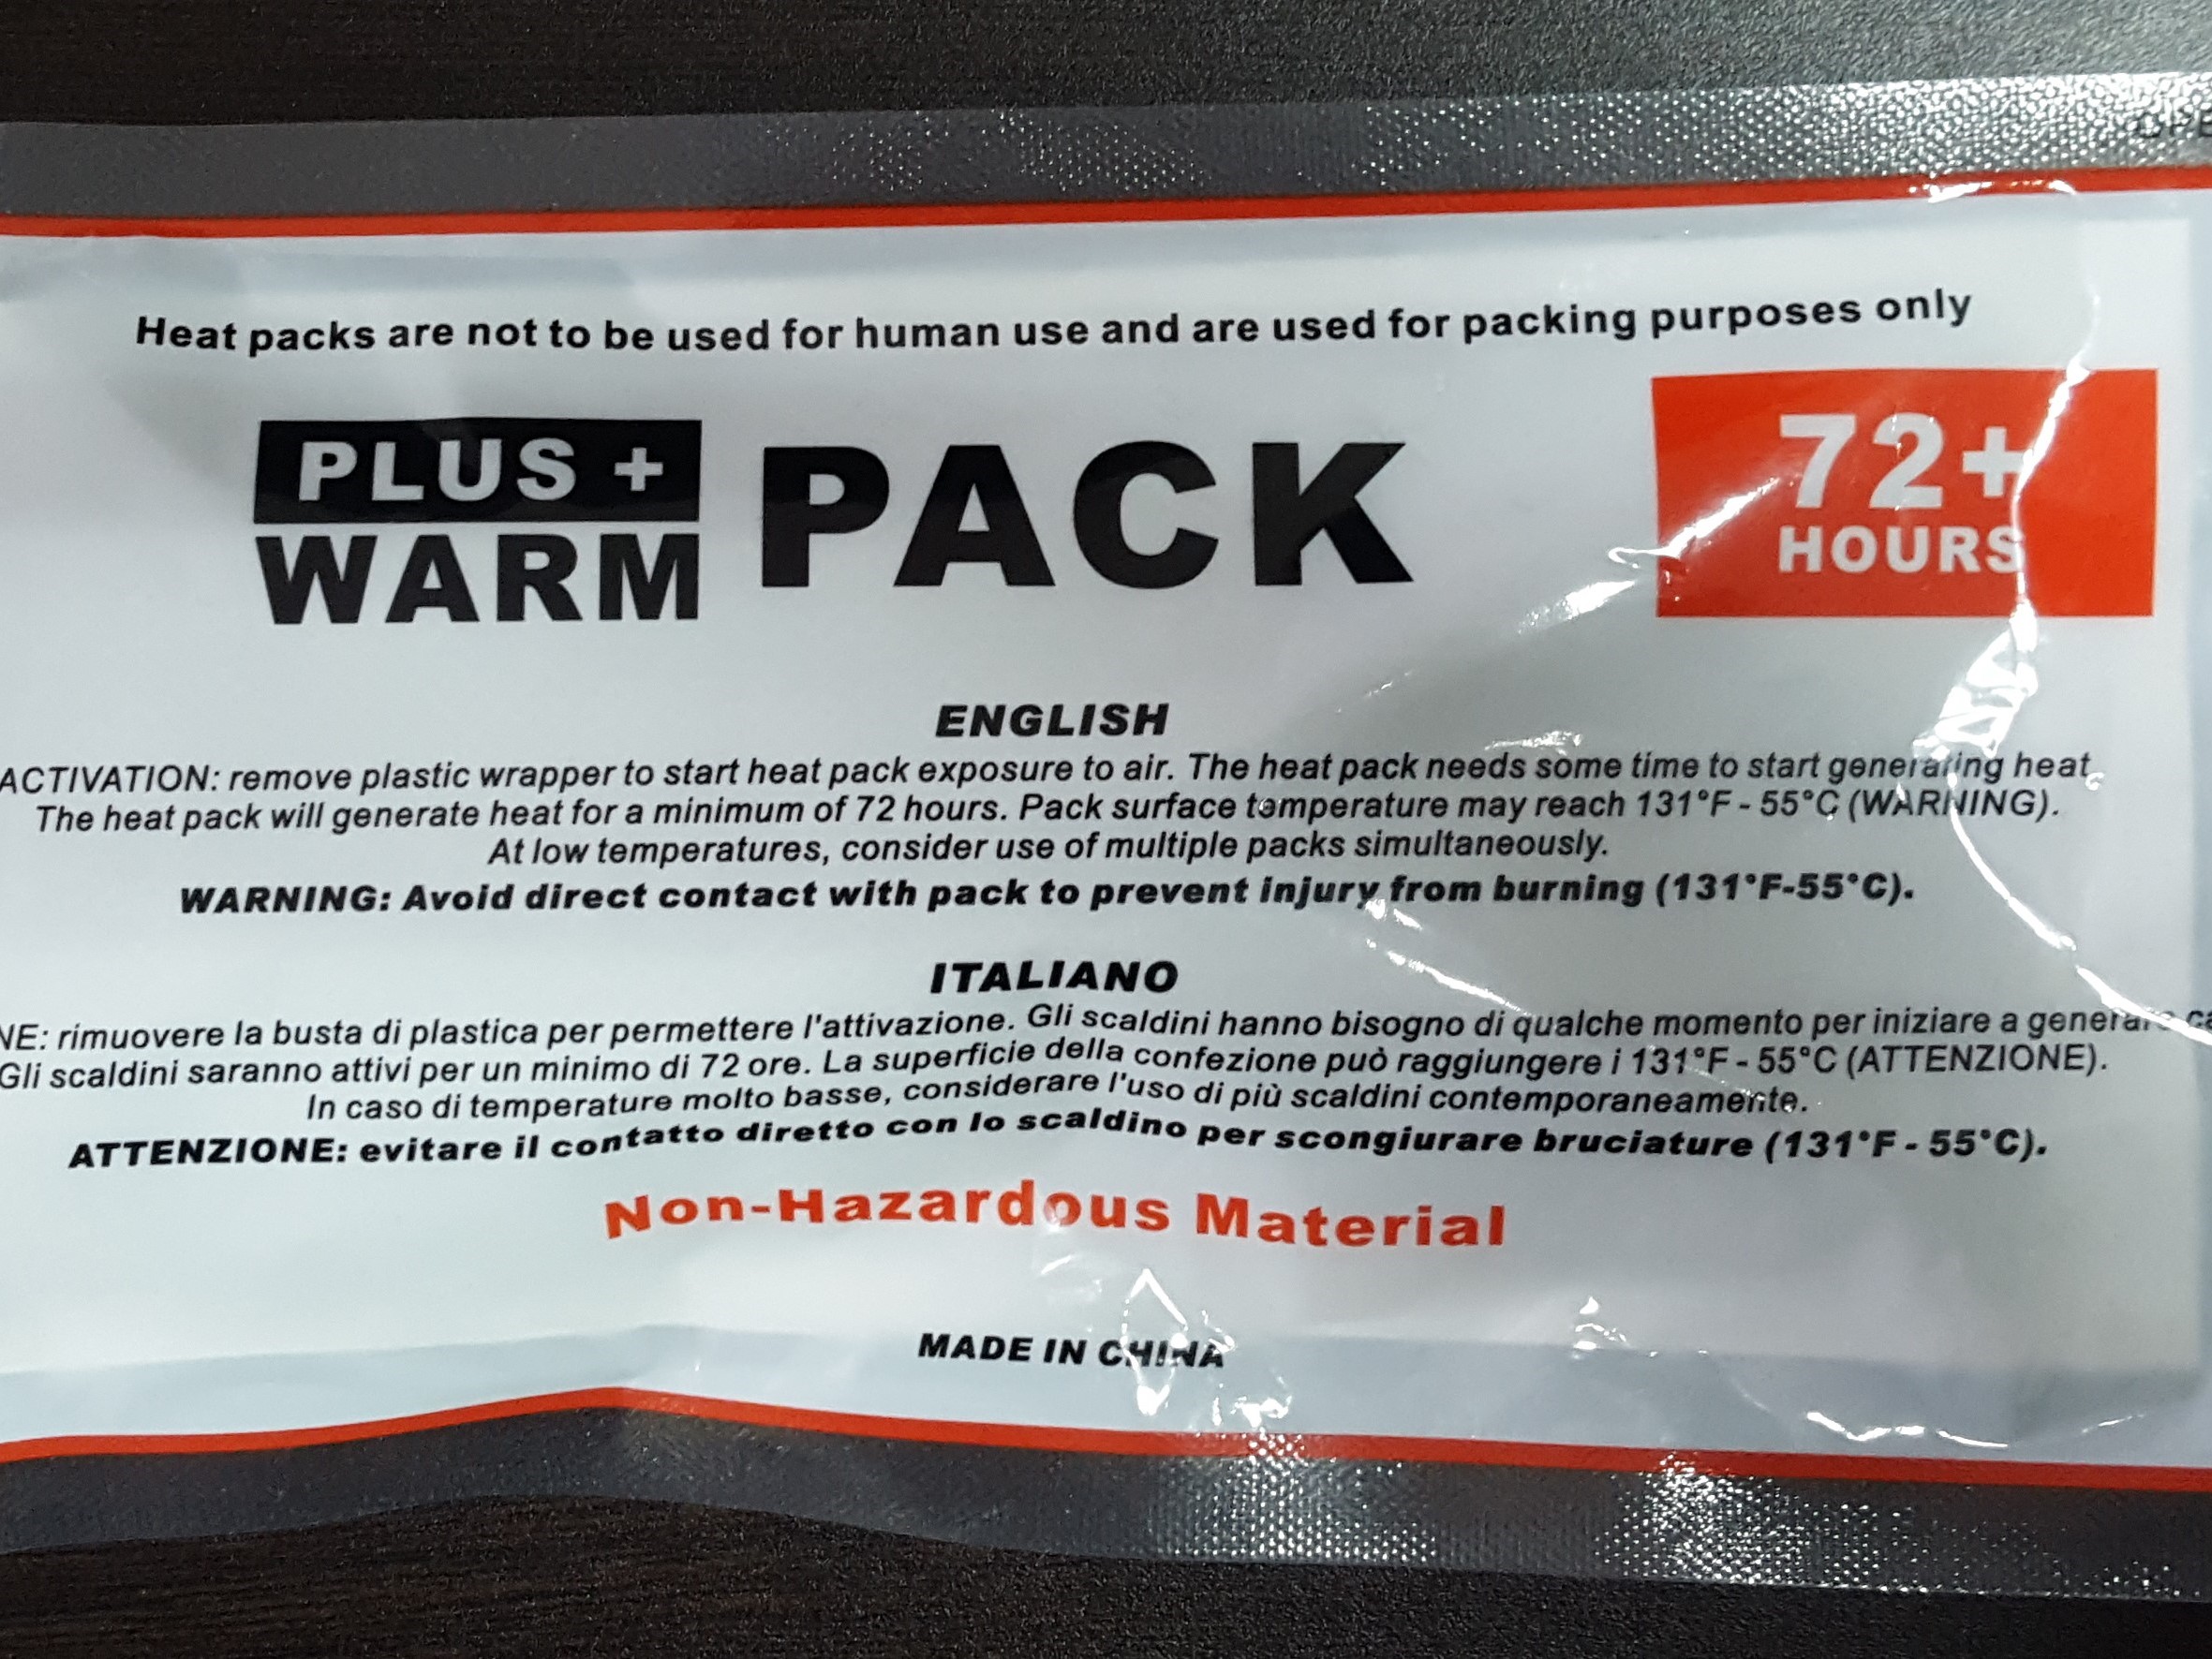 Heat packs are not to be used for human use and are used for packing purposes only
PLUS +
WARM
PACK
72+
HOURS
ENGLISH
ACTIVATION: remove plastic wrapper to start heat pack exposure to air. The heat pack needs some time to start generating heat.
The heat pack will generate heat for a minimum of 72 hours. Pack surface temperature may reach 131°F - 55°C (WARNING).
At low temperatures, consider use of multiple packs simultaneously.
WARNING: Avoid direct contact with pack to prevent injury from burning (131°F-55°C).
ITALIANO
NE: rimuovere la busta di plastica per permettere l'attivazione. Gli scaldini hanno bisogno di qualche momento per iniziare a generare
Gli scaldini saranno attivi per un minimo di 72 ore. La superficie della confezione può raggiungere i 131°F - 55°C (ATTENZIONE).
In caso di temperature molto basse, considerare l'uso di più scaldini contemporaneamente.
ATTENZIONE: evitare il contatto diretto con lo scaldino per scongiurare bruciature (131°F - 55°C).
Non-Hazardous Material
MADE IN CHINA